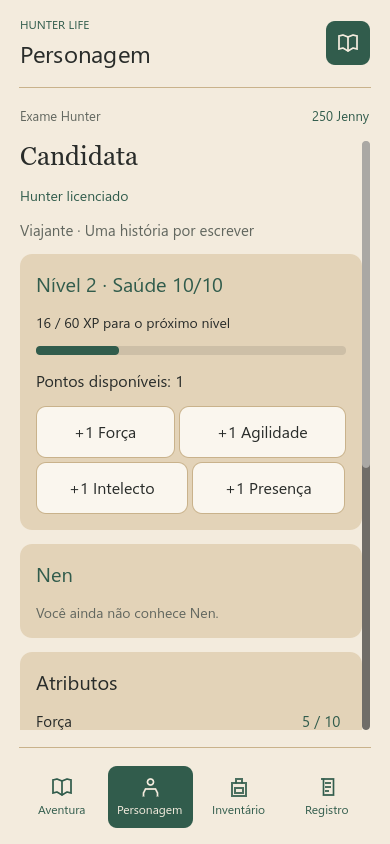 HUNTER LIFE
Personagem
Exame Hunter
250 Jenny
Candidata
Hunter licenciado
Viajante · Uma história por escrever
Nível 2 · Saúde 10/10
16 / 60 XP para o próximo nível
Pontos disponíveis: 1
+1 Força
+1 Agilidade
+1 Intelecto
+1 Presença
Nen
Você ainda não conhece Nen.
Atributos
Força
5 / 10
Aventura
Personagem
Inventário
Registro